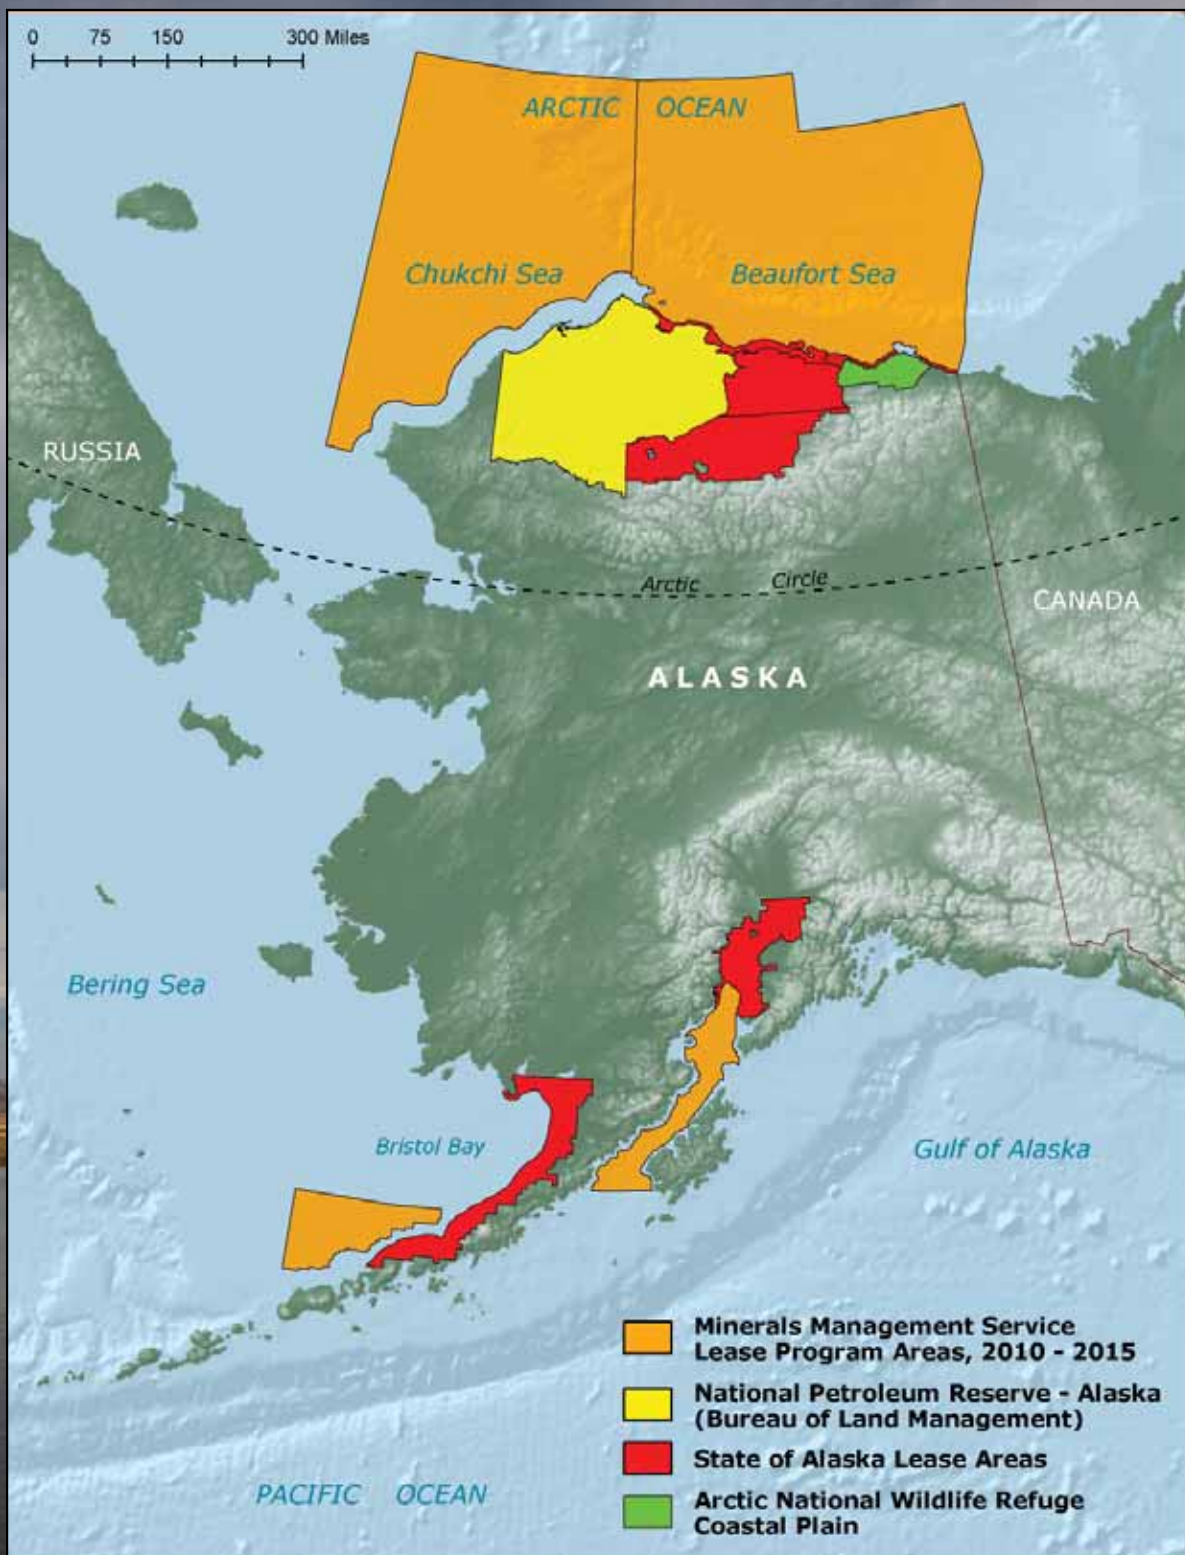 0 75 150 300 Miles
ARCTIC OCEAN
Chukchi Sea
Beaufort Sea
RUSSIA
Arctic Circle
CANADA
ALASKA
Bering Sea
Bristol Bay
Gulf of Alaska
Minerals Management Service
Lease Program Areas, 2010 - 2015
National Petroleum Reserve - Alaska
(Bureau of Land Management)
State of Alaska Lease Areas
Arctic National Wildlife Refuge
Coastal Plain
PACIFIC OCEAN